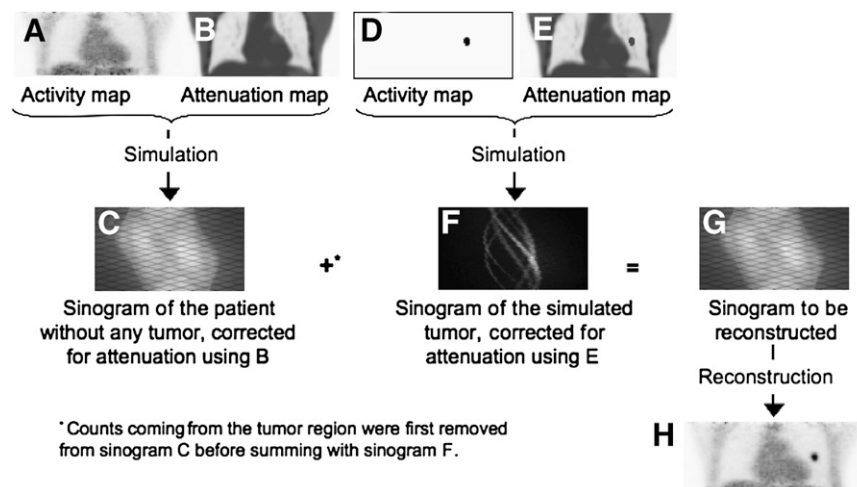 A B D E
Activity map Attenuation map Activity map Attenuation map
Simulation Simulation
C F G
+* =
Sinogram of the patient
without any tumor, corrected
for attenuation using B
Sinogram of the simulated
tumor, corrected for
attenuation using E
Sinogram to be
reconstructed
Reconstruction
* Counts coming from the tumor region were first removed
from sinogram C before summing with sinogram F.
H